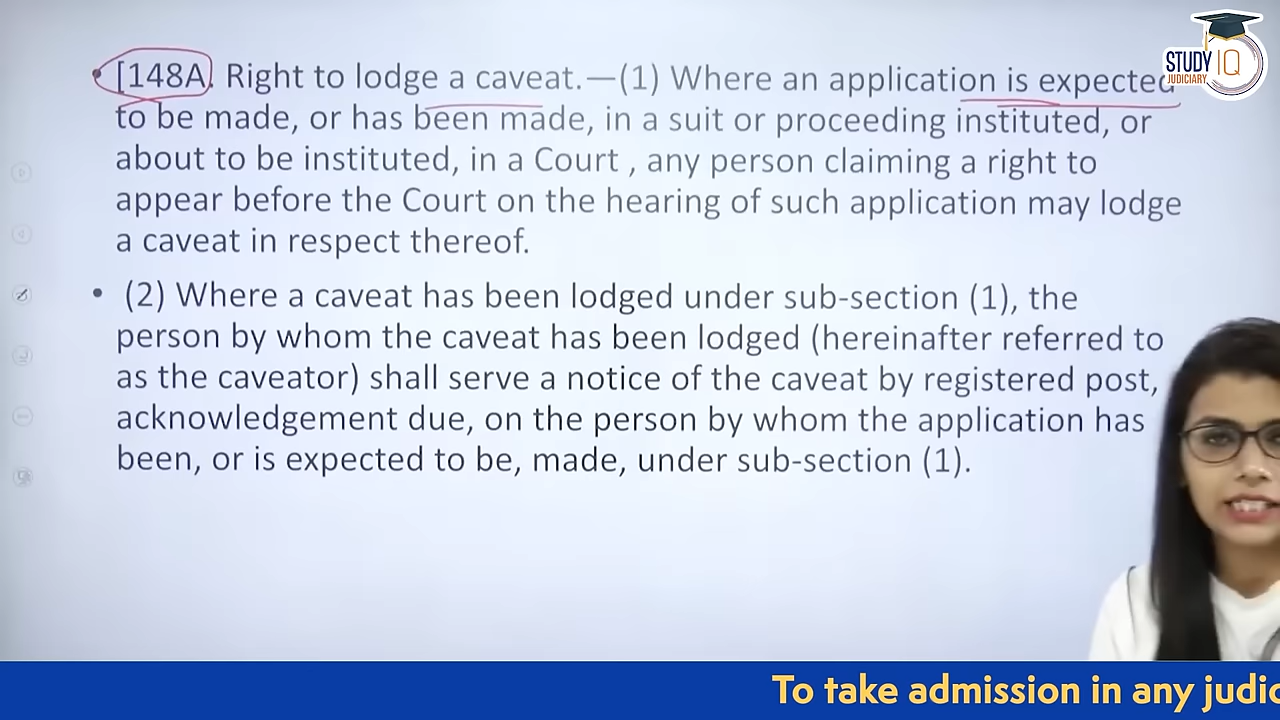 STUDY IQ
JUDICIARY
• [148A. Right to lodge a caveat.—(1) Where an application is expected
to be made, or has been made, in a suit or proceeding instituted, or
about to be instituted, in a Court , any person claiming a right to
appear before the Court on the hearing of such application may lodge
a caveat in respect thereof.
• (2) Where a caveat has been lodged under sub-section (1), the
person by whom the caveat has been lodged (hereinafter referred to
as the caveator) shall serve a notice of the caveat by registered post,
acknowledgement due, on the person by whom the application has
been, or is expected to be, made, under sub-section (1).
To take admission in any judic